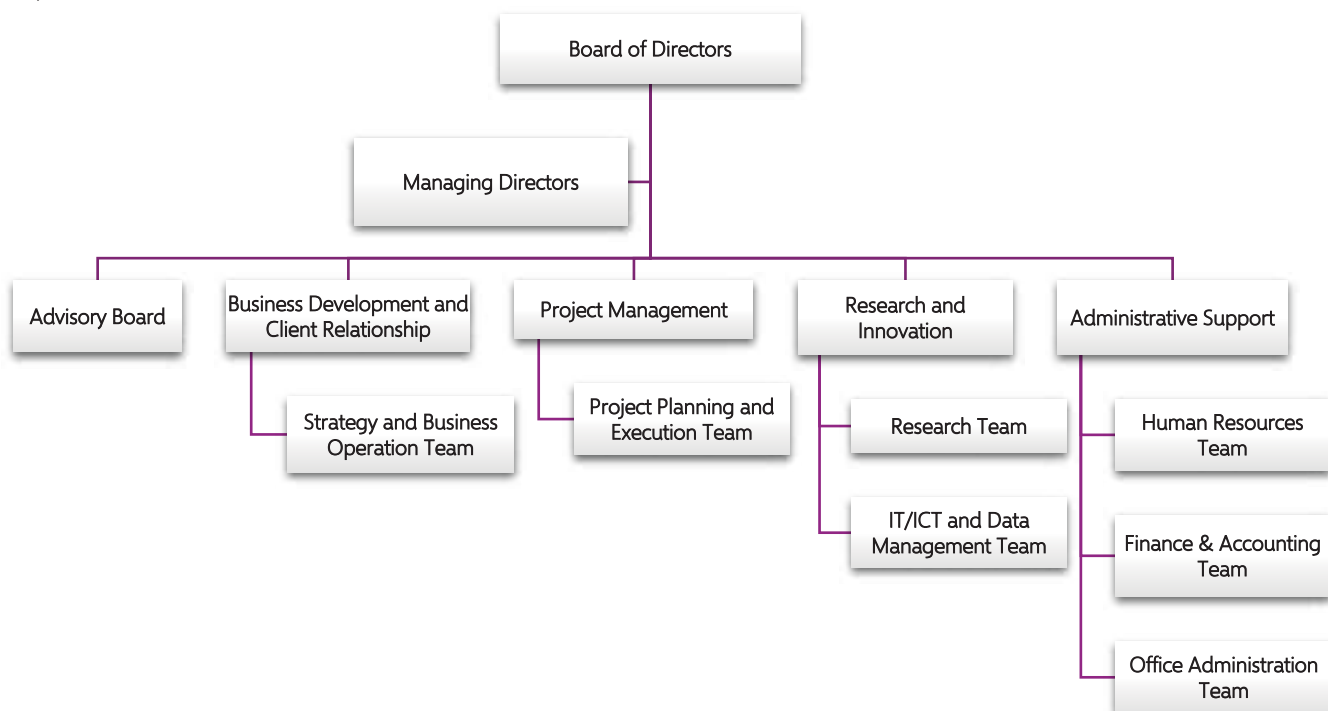 Board of Directors
Managing Directors
Advisory Board
Business Development and
Client Relationship
Project Management
Research and
Innovation
Administrative Support
Strategy and Business
Operation Team
Project Planning and
Execution Team
Research Team
IT/ICT and Data
Management Team
Human Resources
Team
Finance & Accounting
Team
Office Administration
Team